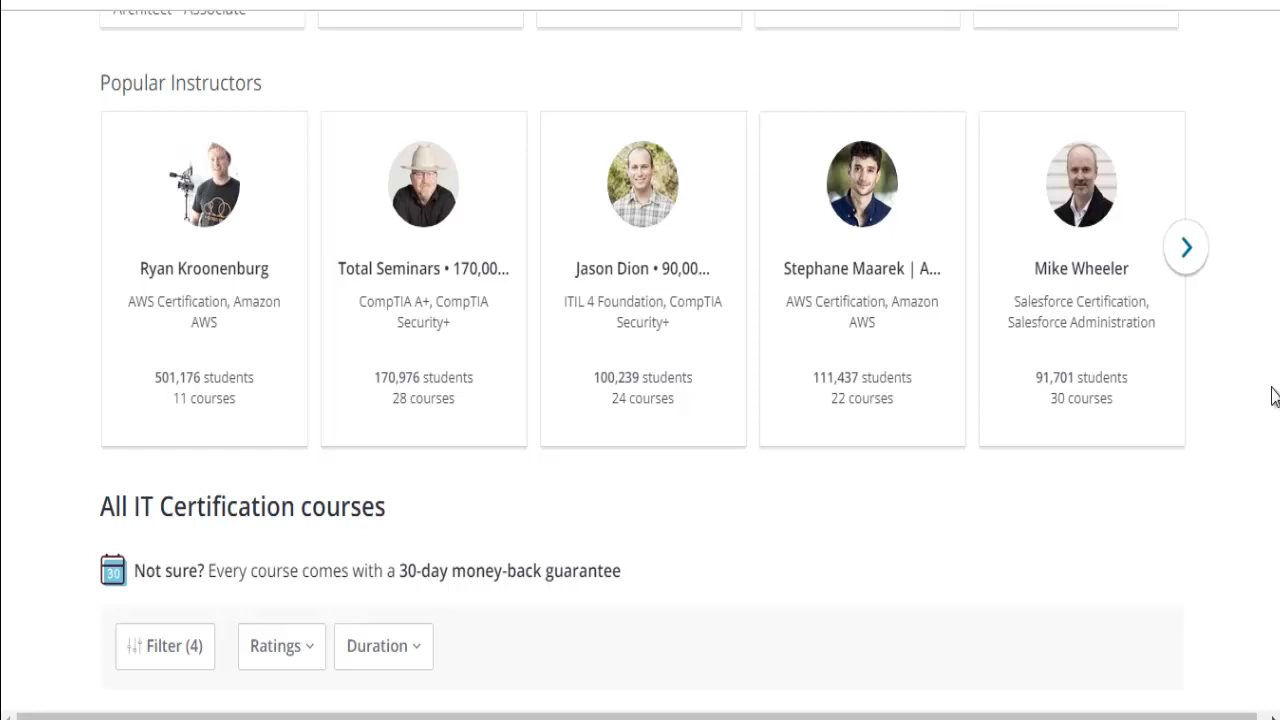 Architect - Associate
Popular Instructors
Ryan Kroonenburg
AWS Certification, Amazon
AWS
501,176 students
11 courses
Total Seminars • 170,00...
CompTIA A+, CompTIA
Security+
170,976 students
28 courses
Jason Dion • 90,00...
ITIL 4 Foundation, CompTIA
Security+
100,239 students
24 courses
Stephane Maarek | A...
AWS Certification, Amazon
AWS
111,437 students
22 courses
Mike Wheeler
Salesforce Certification,
Salesforce Administration
91,701 students
30 courses
All IT Certification courses
30 Not sure? Every course comes with a 30-day money-back guarantee
Filter (4) Ratings Duration